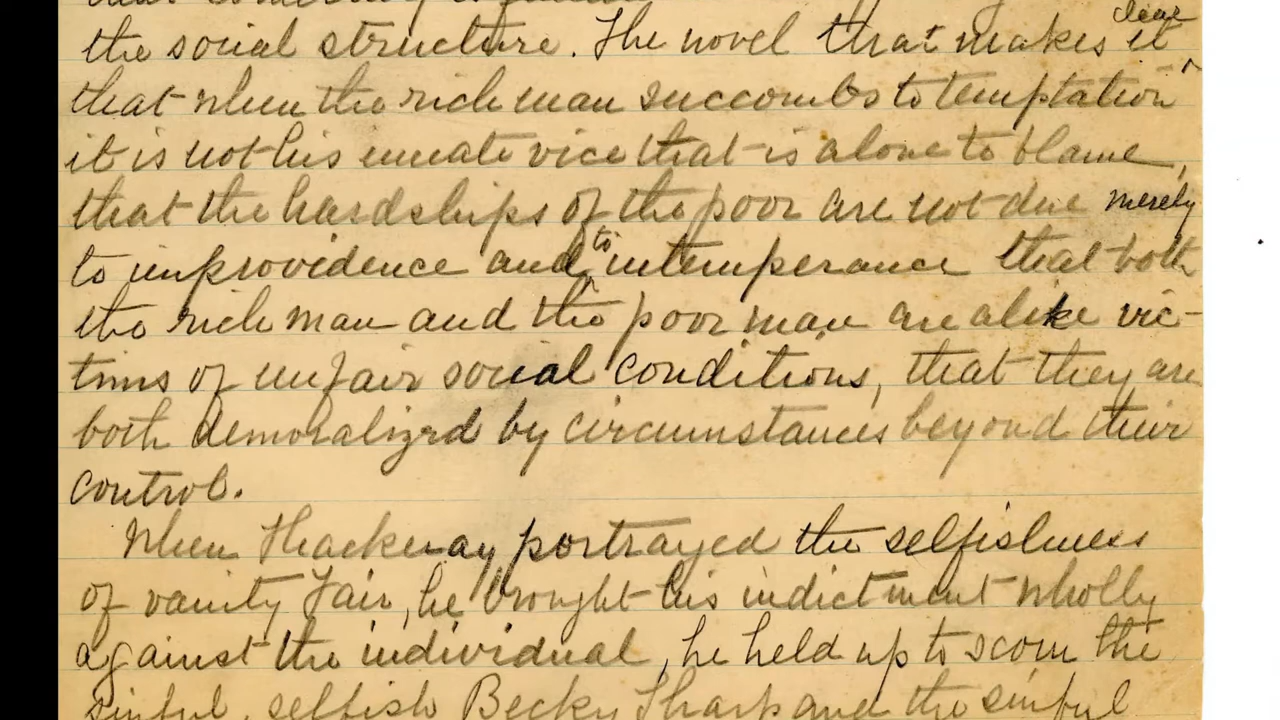 the social structure. The novel that makes it clear
that when the rich man succombs to temptation
it is not his innate vice that is alone to blame,
that the hardships of the poor are not due merely
to improvidence and to intemperance that both
the rich man and the poor man are alike vic-
tims of unfair social conditions, that they are
both demoralized by circumstances beyond their
control.
When Thackeray portrayed the selfishness
of vanity Fair, he brought his indictment wholly
against the individual, he held up to scorn the
sinful, selfish Becky Sharp and the sinful